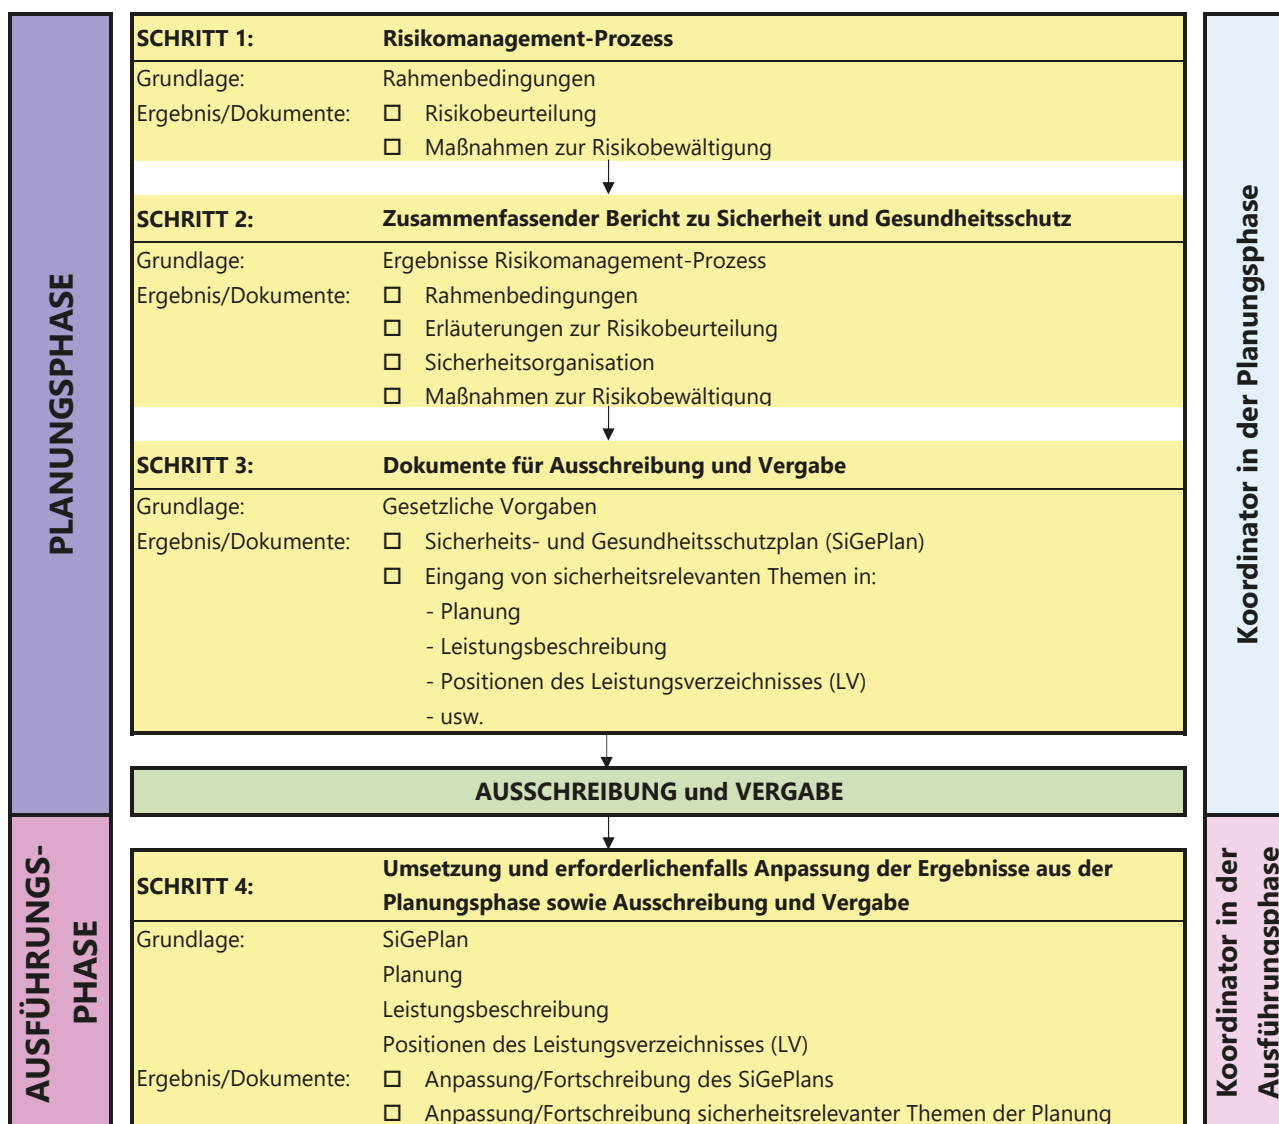 PLANUNGSPHASE
SCHRITT 1: Risikomanagement-Prozess
Grundlage: Rahmenbedingungen
Ergebnis/Dokumente: ☐ Risikobeurteilung
☐ Maßnahmen zur Risikobewältigung
SCHRITT 2: Zusammenfassender Bericht zu Sicherheit und Gesundheitsschutz
Grundlage: Ergebnisse Risikomanagement-Prozess
Ergebnis/Dokumente: ☐ Rahmenbedingungen
☐ Erläuterungen zur Risikobeurteilung
☐ Sicherheitsorganisation
☐ Maßnahmen zur Risikobewältigung
SCHRITT 3: Dokumente für Ausschreibung und Vergabe
Grundlage: Gesetzliche Vorgaben
Ergebnis/Dokumente: ☐ Sicherheits- und Gesundheitsschutzplan (SiGePlan)
☐ Eingang von sicherheitsrelevanten Themen in:
- Planung
- Leistungsbeschreibung
- Positionen des Leistungsverzeichnisses (LV)
- usw.
Koordinator in der Planungsphase
AUSSCHREIBUNG und VERGABE
AUSFÜHRUNGS-
PHASE
SCHRITT 4: Umsetzung und erforderlichenfalls Anpassung der Ergebnisse aus der
Planungsphase sowie Ausschreibung und Vergabe
Grundlage: SiGePlan
Planung
Leistungsbeschreibung
Positionen des Leistungsverzeichnisses (LV)
Ergebnis/Dokumente: ☐ Anpassung/Fortschreibung des SiGePlans
☐ Anpassung/Fortschreibung sicherheitsrelevanter Themen der Planung
Koordinator in der
Ausführungsphase